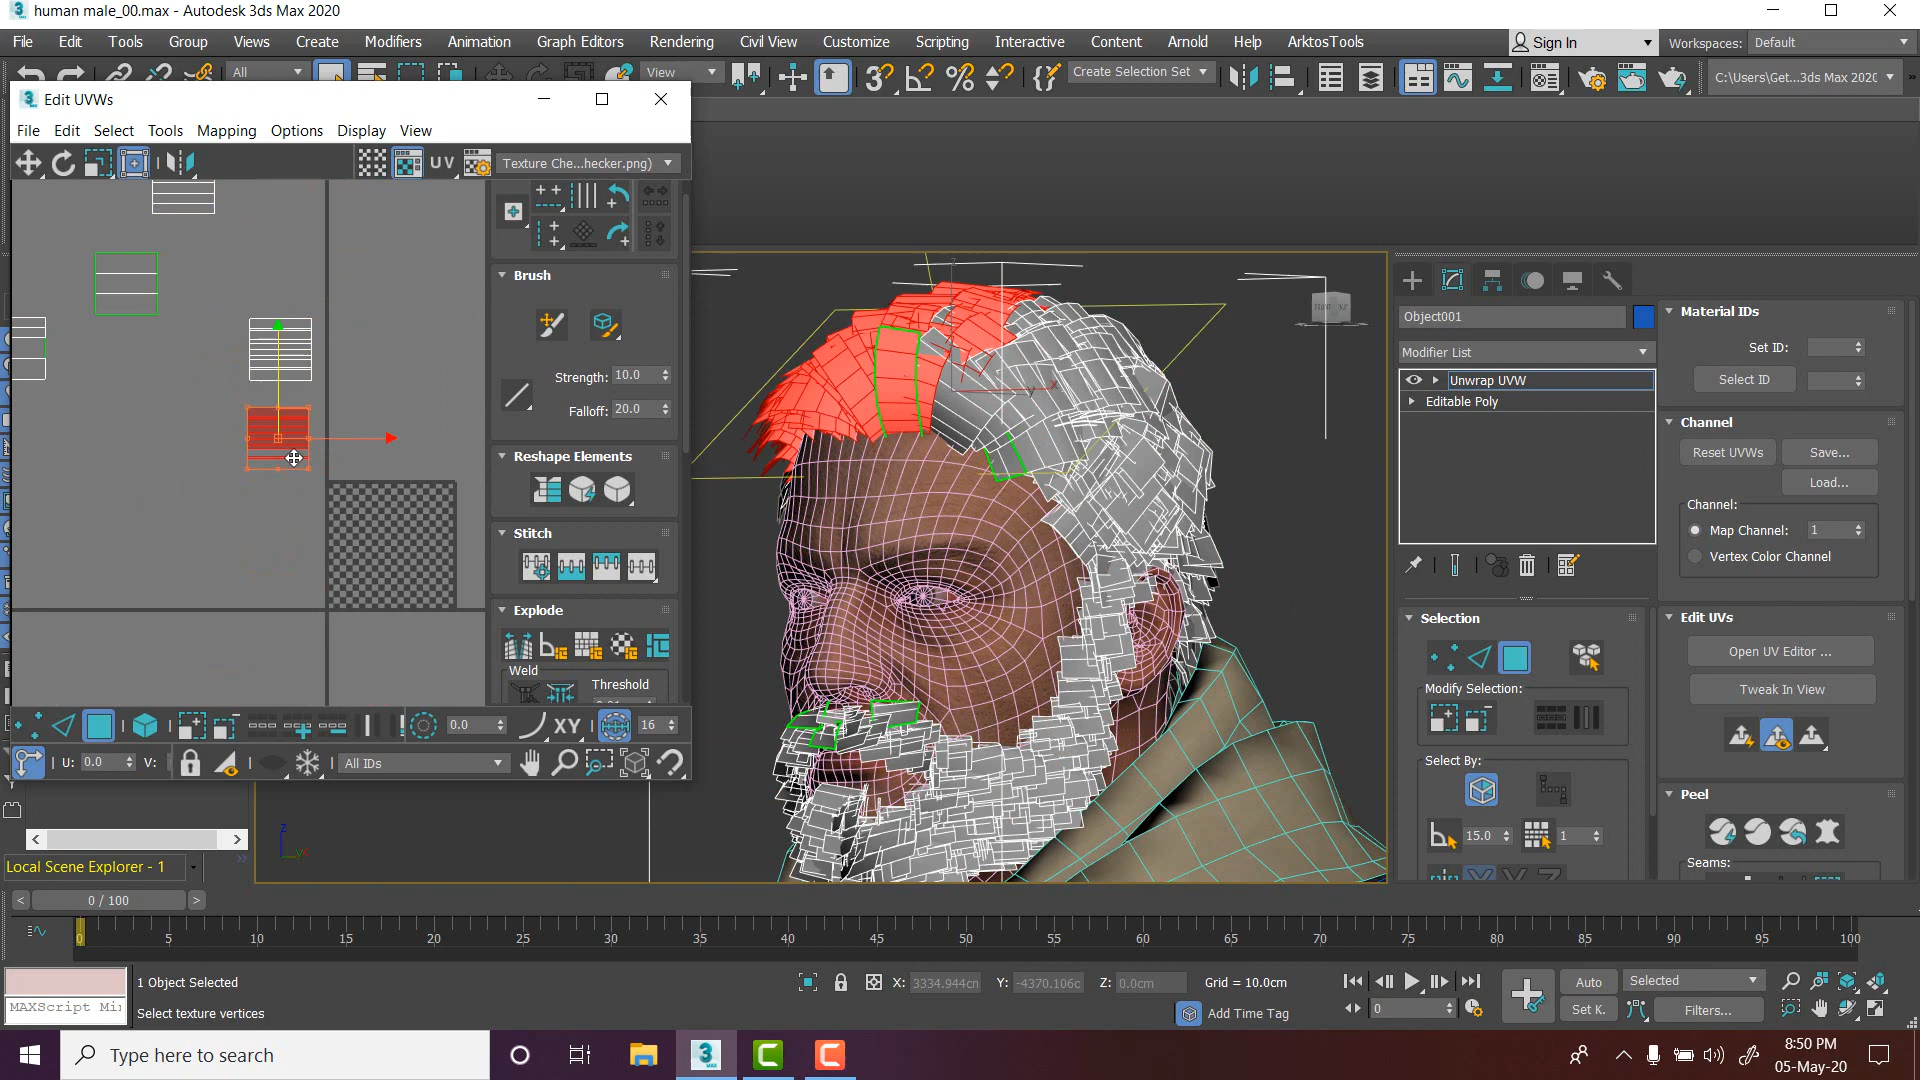 human male_00.max - Autodesk 3ds Max 2020
File Edit Tools Group Views Create Modifiers Animation Graph Editors Rendering Civil View Customize Scripting Interactive Content Arnold Help ArktosTools
Sign In
Workspaces: Default
All
View
Create Selection Set
C:\Users\Get...3ds Max 2020
Edit UVWs
File Edit Select Tools Mapping Options Display View
UV
Texture Che...hecker.png)
Brush
Strength: 10.0
Falloff: 20.0
Reshape Elements
Stitch
Explode
Weld
Threshold
0.0
XY
16
U: 0.0
V:
All IDs
Object001
Modifier List
Unwrap UVW
Editable Poly
Selection
Modify Selection:
Select By:
15.0
1
Material IDs
Set ID:
Select ID
Channel
Reset UVWs
Save...
Load...
Channel:
Map Channel: 1
Vertex Color Channel
Edit UVs
Open UV Editor ...
Tweak In View
Peel
Seams:
Local Scene Explorer - 1
0 / 100
0 5 10 15 20 25 30 35 40 45 50 55 60 65 70 75 80 85 90 95 100
1 Object Selected
X: 3334.944cn
Y: -4370.106c
Z: 0.0cm
Grid = 10.0cm
Auto
Selected
MAXScript Mi
Select texture vertices
Add Time Tag
0
Set K.
Filters...
Type here to search
8:50 PM
05-May-20